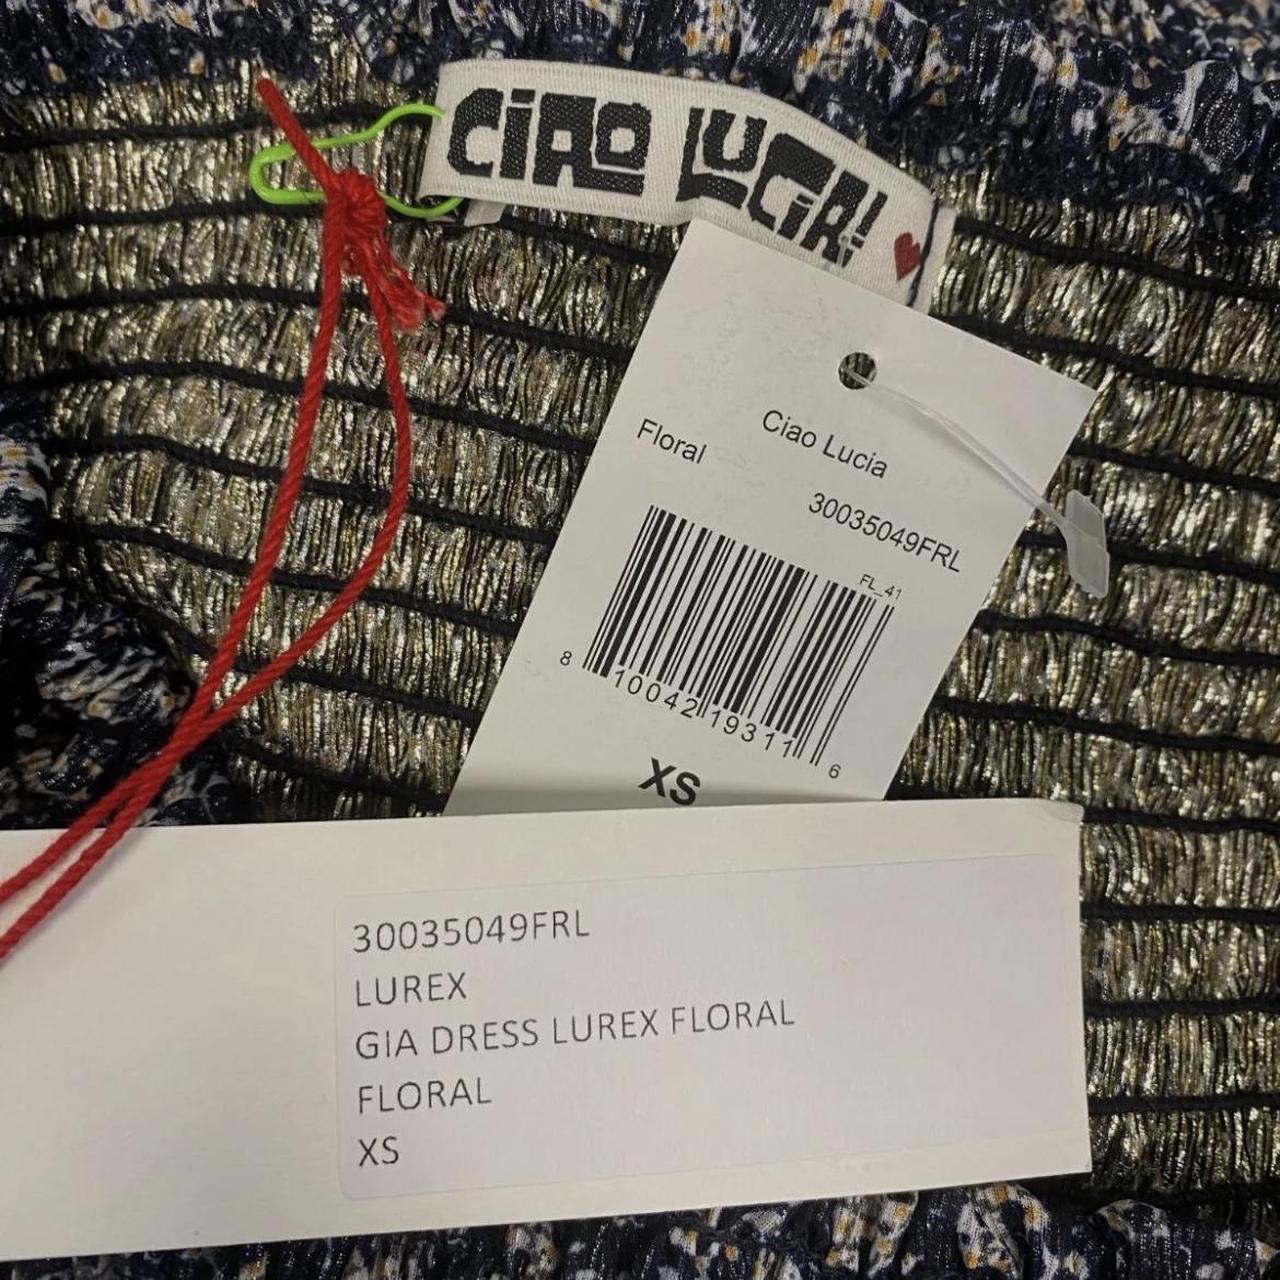 CiAO LUCiA!
Ciao Lucia
Floral
30035049FRL
FL_41
8 10042 19311 6
XS
30035049FRL
LUREX
GIA DRESS LUREX FLORAL
FLORAL
XS